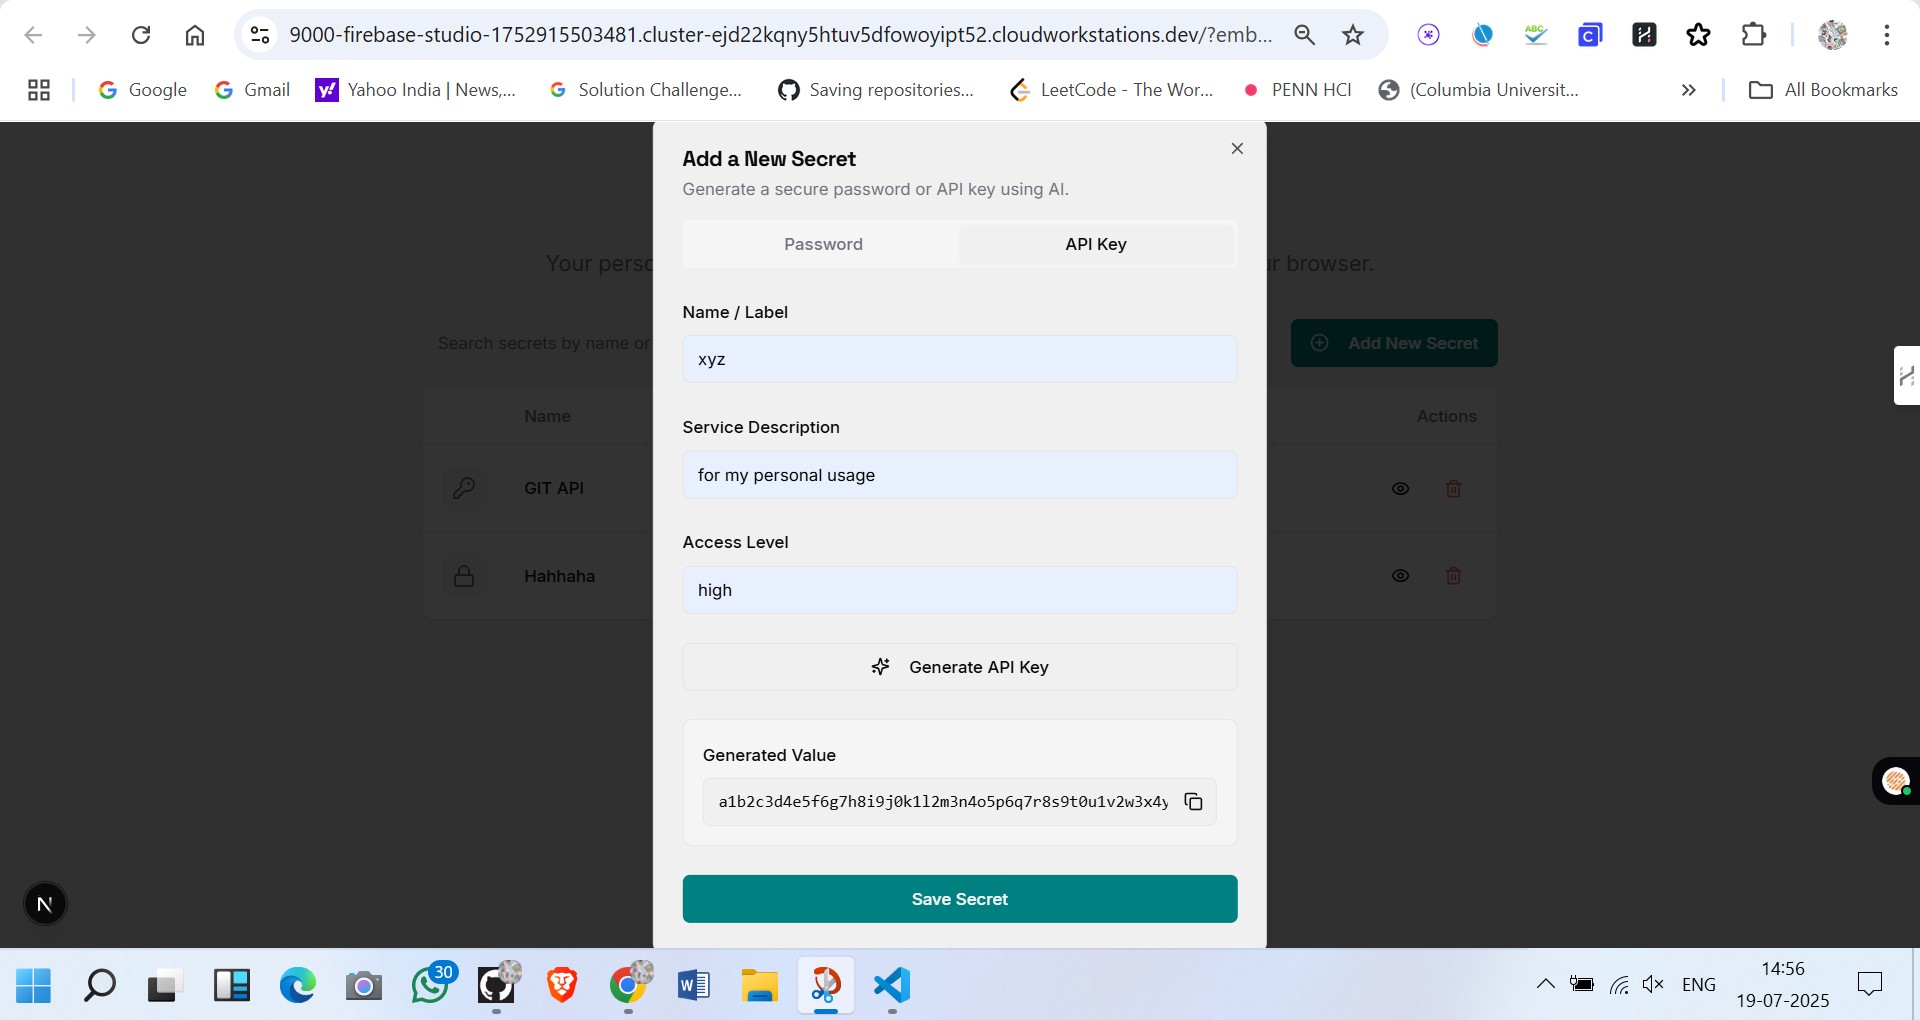 9000-firebase-studio-1752915503481.cluster-ejd22kqny5htuv5dfowoyipt52.cloudworkstations.dev/?emb...
Google
Gmail
Yahoo India | News,...
Solution Challenge...
Saving repositories...
LeetCode - The Wor...
PENN HCI
(Columbia Universit...
All Bookmarks
Add a New Secret
Generate a secure password or API key using AI.
Password
API Key
Your perso
ur browser.
Name / Label
xyz
Search secrets by name or
Add New Secret
Name
Actions
Service Description
for my personal usage
GIT API
Access Level
high
Hahhaha
Generate API Key
Generated Value
a1b2c3d4e5f6g7h8i9j0k1l2m3n4o5p6q7r8s9t0u1v2w3x4y
Save Secret
N
30
ENG
14:56
19-07-2025